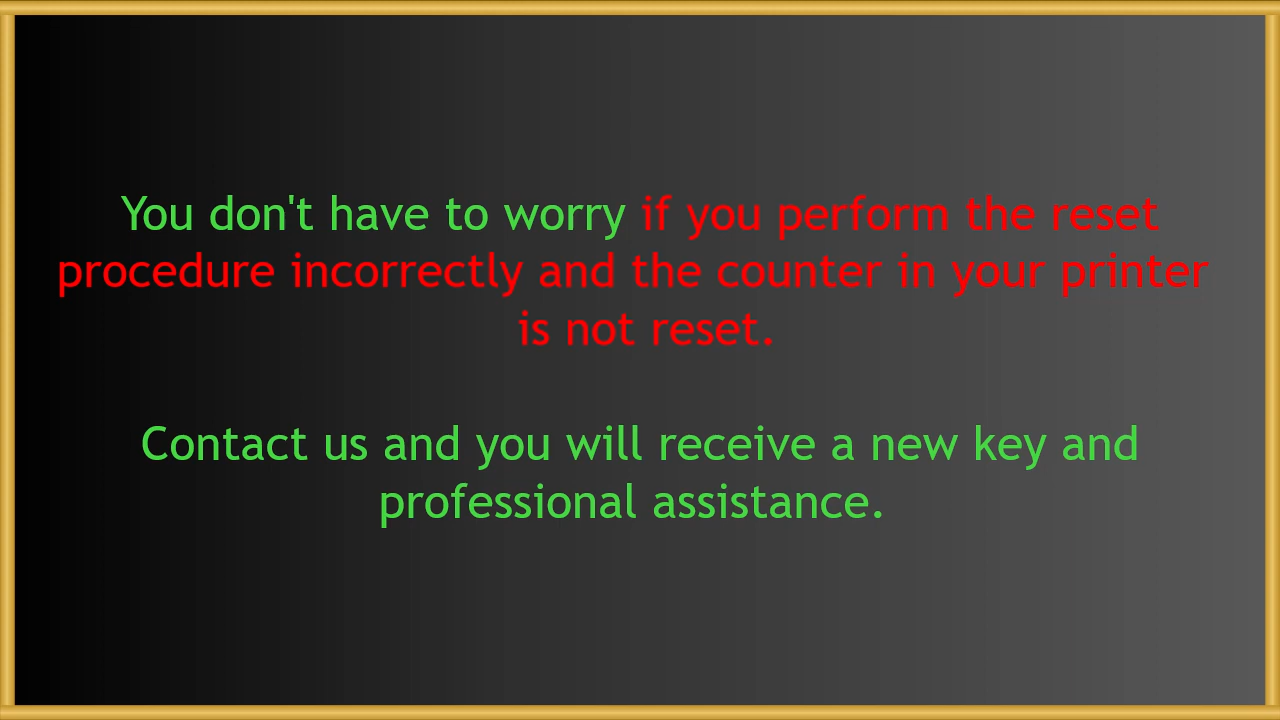 You don't have to worry if you perform the reset
procedure incorrectly and the counter in your printer
is not reset.
Contact us and you will receive a new key and
professional assistance.